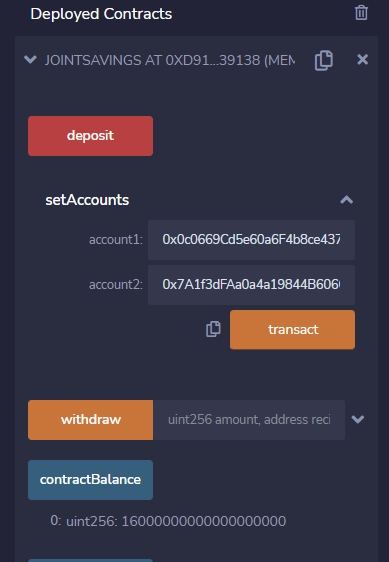 Deployed Contracts
JOINTSAVINGS AT 0XD91...39138 (MEM
deposit
setAccounts
account1: 0x0c0669Cd5e60a6F4b8ce437
account2: 0x7A1f3dFAa0a4a19844B606
transact
withdraw uint256 amount, address reci
contractBalance
0: uint256: 16000000000000000000